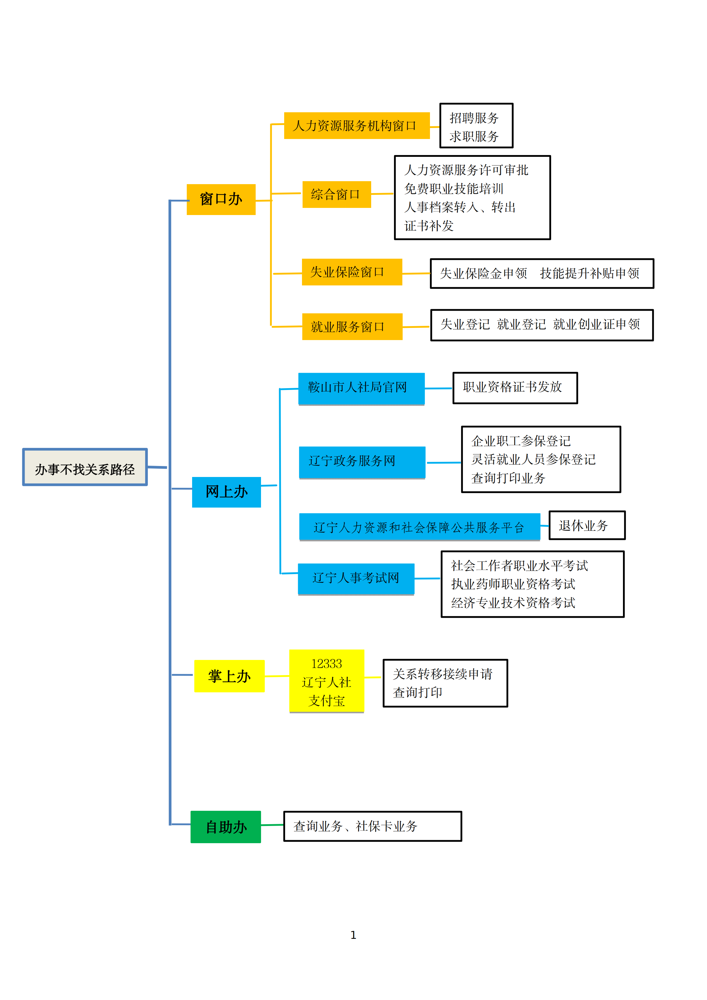 人力资源服务机构窗口
招聘服务
求职服务
窗口办
综合窗口
人力资源服务许可审批
免费职业技能培训
人事档案转入、转出
证书补发
失业保险窗口
失业保险金申领 技能提升补贴申领
就业服务窗口
失业登记 就业登记 就业创业证申领
鞍山市人社局官网
职业资格证书发放
办事不找关系路径
网上办
辽宁政务服务网
企业职工参保登记
灵活就业人员参保登记
查询打印业务
辽宁人力资源和社会保障公共服务平台
退休业务
辽宁人事考试网
社会工作者职业水平考试
执业药师职业资格考试
经济专业技术资格考试
掌上办
12333
辽宁人社
支付宝
关系转移接续申请
查询打印
自助办
查询业务、社保卡业务
1